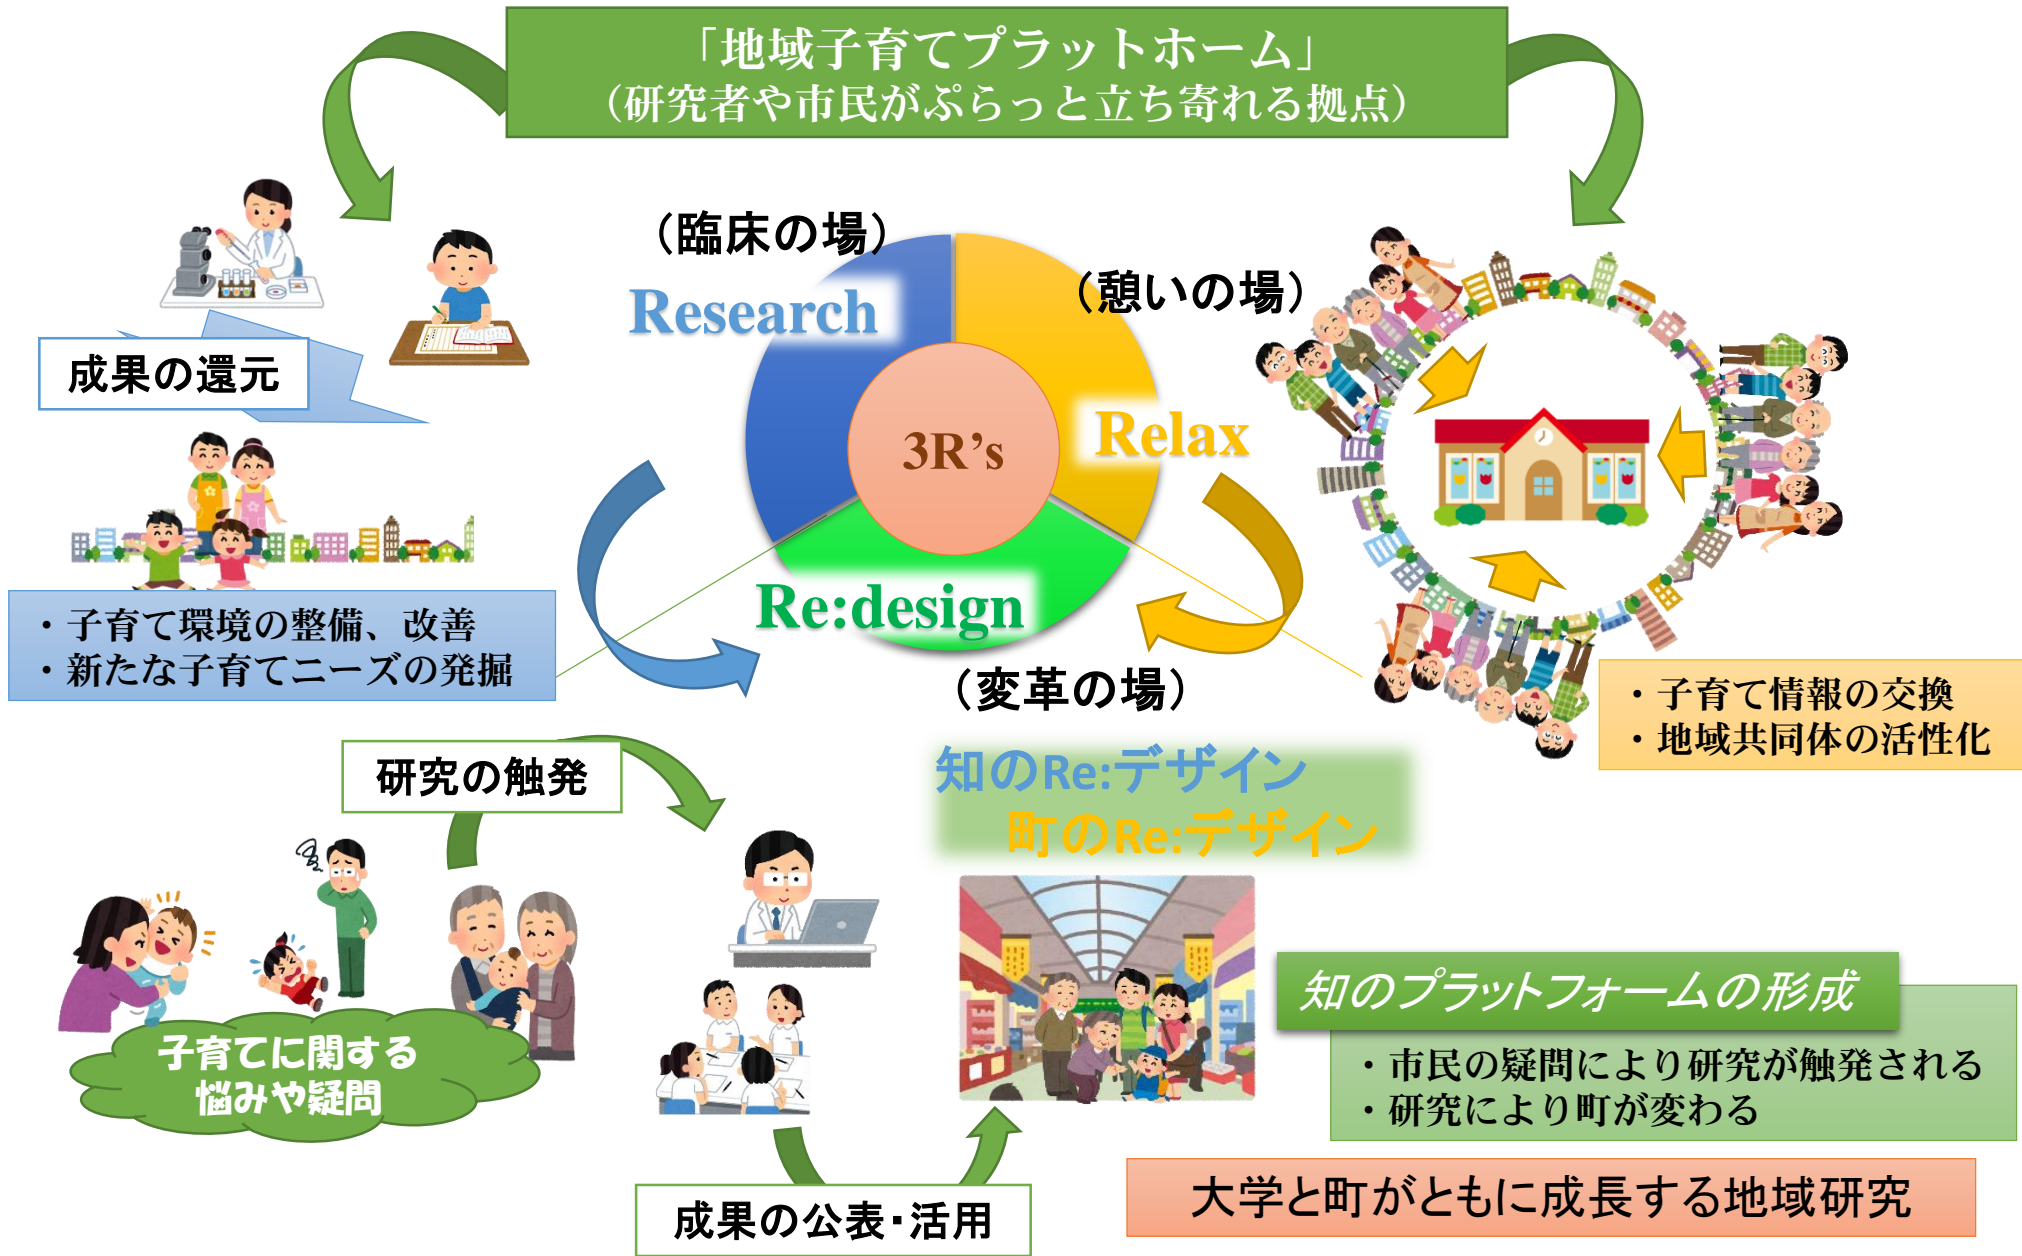 「地域子育てプラットホーム」
（研究者や市民がぷらっと立ち寄れる拠点）
（臨床の場）
Research
（憩いの場）
Relax
3R’s
Re:design
（変革の場）
成果の還元
・子育て環境の整備、改善
・新たな子育てニーズの発掘
・子育て情報の交換
・地域共同体の活性化
研究の触発
知のRe:デザイン
町のRe:デザイン
子育てに関する
悩みや疑問
知のプラットフォームの形成
・市民の疑問により研究が触発される
・研究により町が変わる
成果の公表・活用
大学と町がともに成長する地域研究